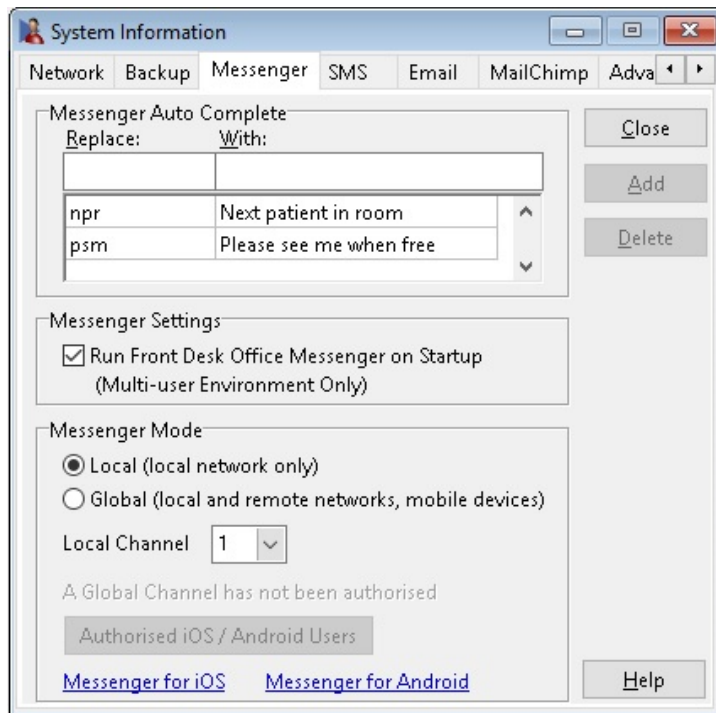 System Information
Network Backup Messenger SMS Email MailChimp Adva
Messenger Auto Complete
Replace: With:
Close
Add
npr Next patient in room
Delete
psm Please see me when free
Messenger Settings
Run Front Desk Office Messenger on Startup
(Multi-user Environment Only)
Messenger Mode
Local (local network only)
Global (local and remote networks, mobile devices)
Local Channel 1
A Global Channel has not been authorised
Authorised iOS / Android Users
Messenger for iOS Messenger for Android
Help